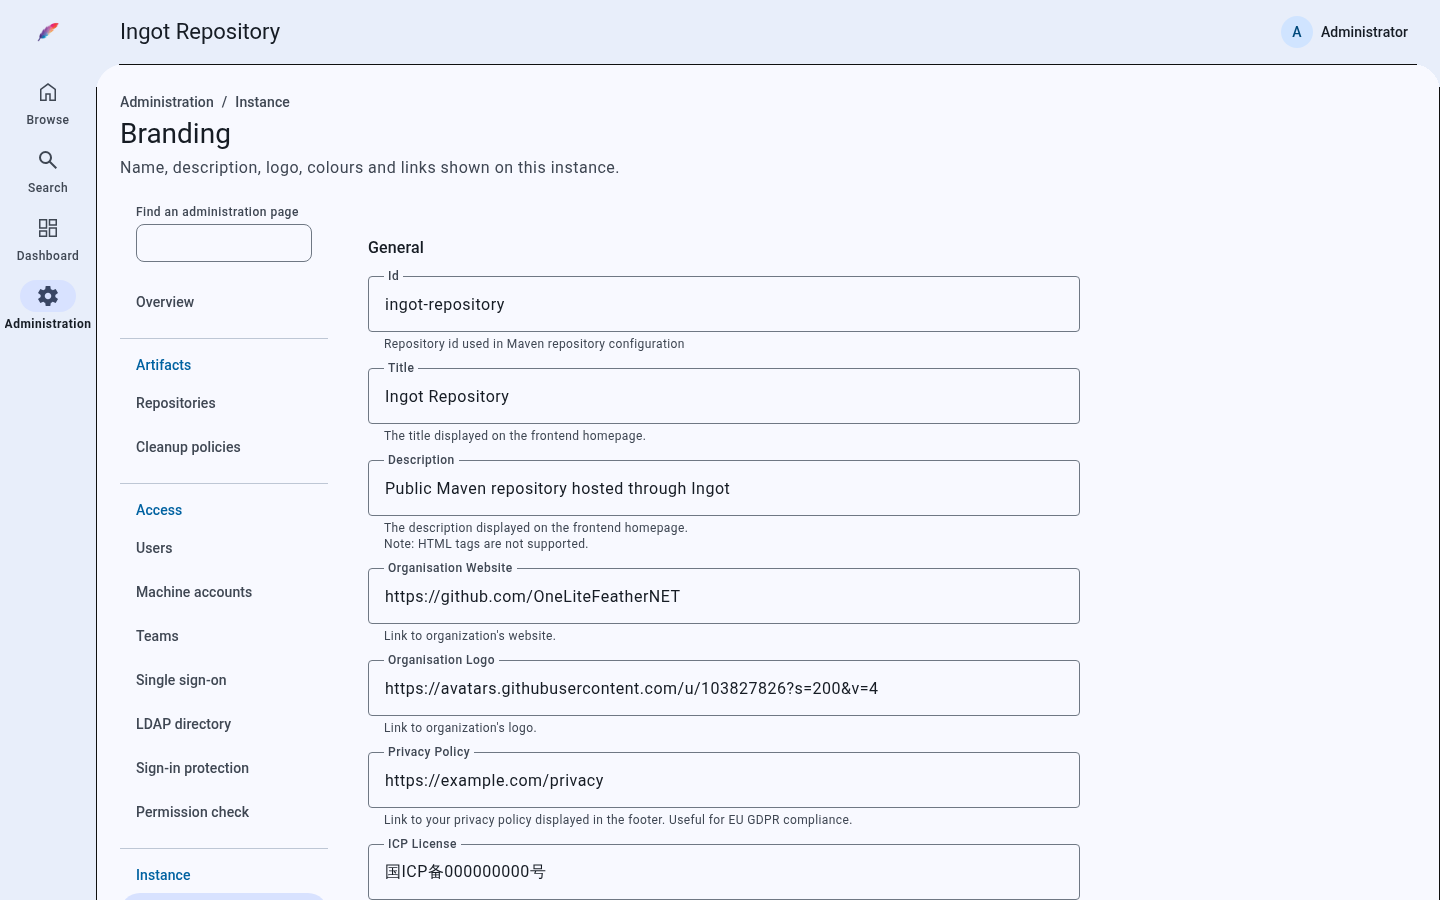 Ingot Repository
A Administrator
Browse
Search
Dashboard
Administration
Administration / Instance
Branding
Name, description, logo, colours and links shown on this instance.
Find an administration page
Overview
Artifacts
Repositories
Cleanup policies
Access
Users
Machine accounts
Teams
Single sign-on
LDAP directory
Sign-in protection
Permission check
Instance
General
Id
ingot-repository
Repository id used in Maven repository configuration
Title
Ingot Repository
The title displayed on the frontend homepage.
Description
Public Maven repository hosted through Ingot
The description displayed on the frontend homepage.
Note: HTML tags are not supported.
Organisation Website
https://github.com/OneLiteFeatherNET
Link to organization's website.
Organisation Logo
https://avatars.githubusercontent.com/u/103827826?s=200&v=4
Link to organization's logo.
Privacy Policy
https://example.com/privacy
Link to your privacy policy displayed in the footer. Useful for EU GDPR compliance.
ICP License
国ICP备000000000号